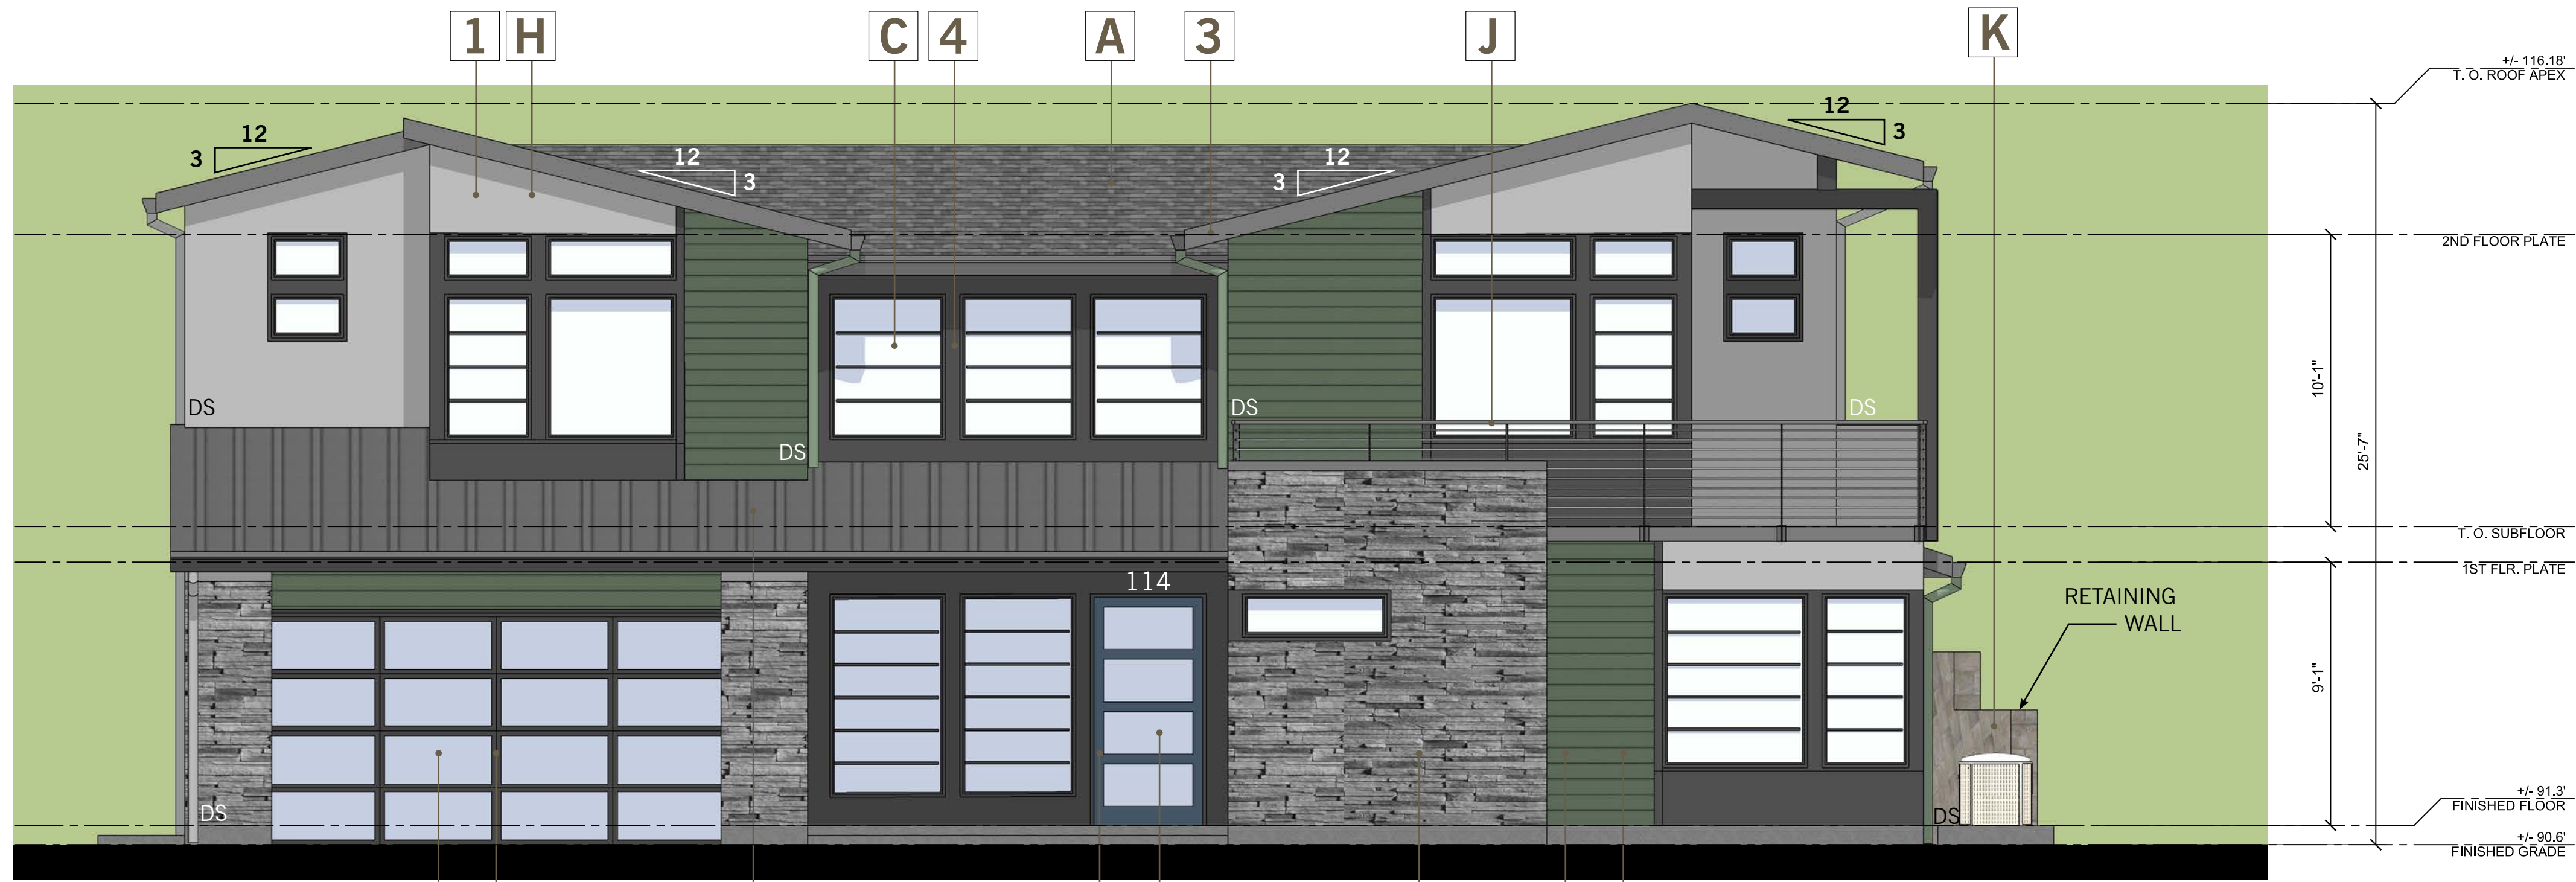 1 H C 4 A 3 J K
+/- 116.18'
T. O. ROOF APEX
12
3
12
3
12
3
12
3
2ND FLOOR PLATE
10'-1"
25'-7"
DS
DS
DS
DS
T. O. SUBFLOOR
1ST FLR. PLATE
114
RETAINING
WALL
9'-1"
DS
DS
+/- 91.3'
FINISHED FLOOR
+/- 90.6'
FINISHED GRADE